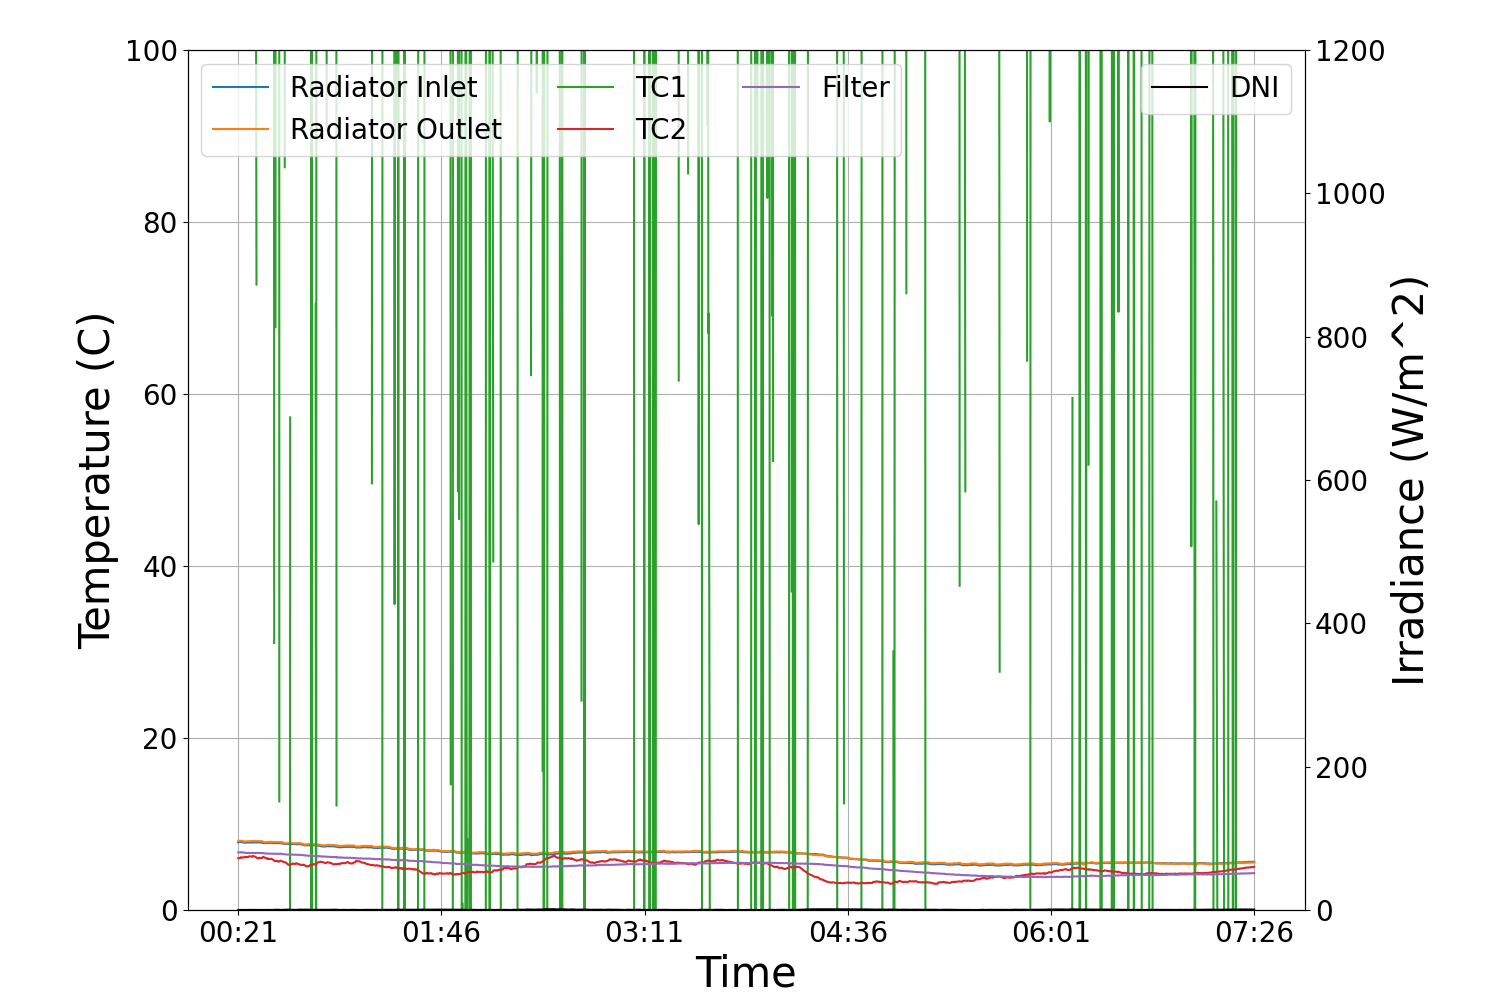 Radiator Inlet
Radiator Outlet
TC1
TC2
Filter
DNI
Temperature (C)
100
80
60
40
20
0
1200
1000
800
600
400
200
0
Irradiance (W/m^2)
00:21 01:46 03:11 04:36 06:01 07:26
Time